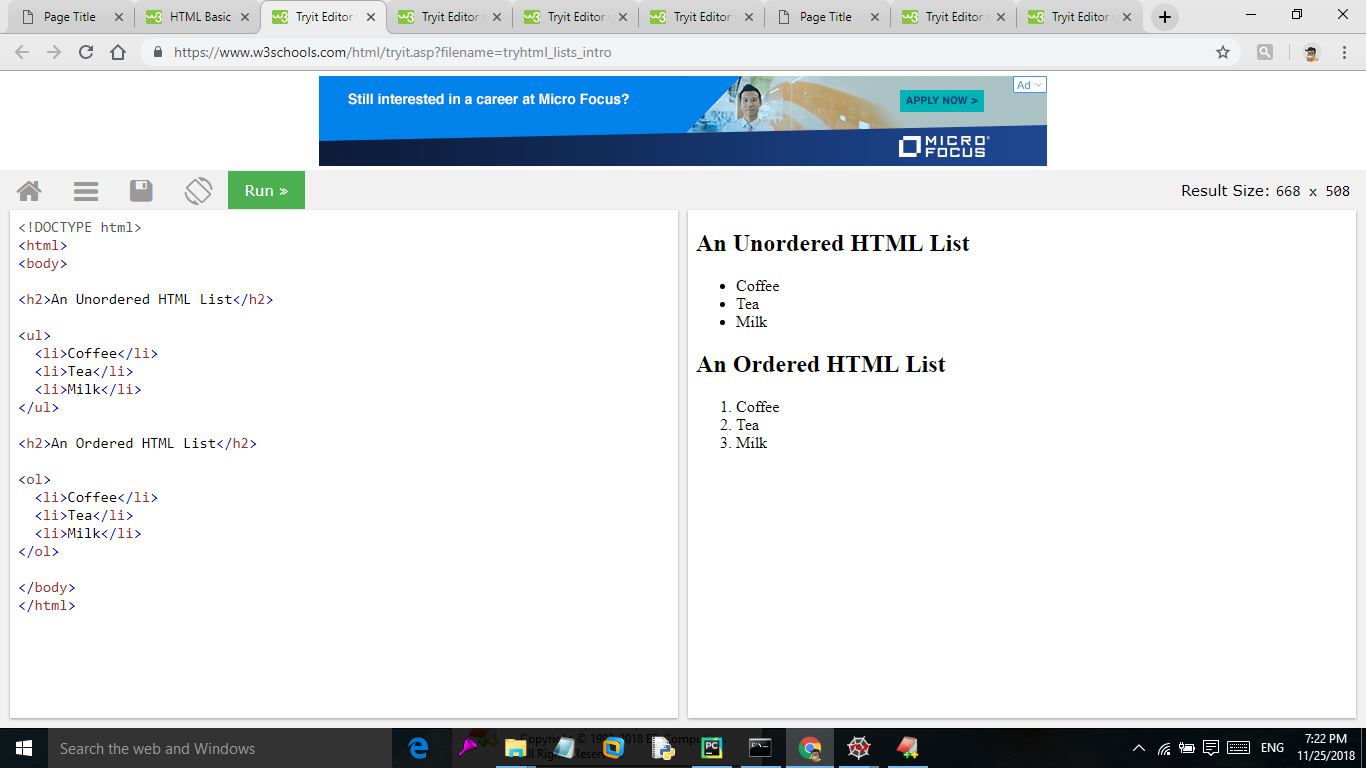 Page Title
HTML Basic
Tryit Editor
Tryit Editor
Tryit Editor
Tryit Editor
Page Title
Tryit Editor
Tryit Editor
https://www.w3schools.com/html/tryit.asp?filename=tryhtml_lists_intro
Still interested in a career at Micro Focus?
APPLY NOW >
Ad
MICRO
FOCUS
Run »
Result Size: 668 x 508
<!DOCTYPE html>
<html>
<body>
<h2>An Unordered HTML List</h2>
<ul>
<li>Coffee</li>
<li>Tea</li>
<li>Milk</li>
</ul>
<h2>An Ordered HTML List</h2>
<ol>
<li>Coffee</li>
<li>Tea</li>
<li>Milk</li>
</ol>
</body>
</html>
An Unordered HTML List
• Coffee
• Tea
• Milk
An Ordered HTML List
1. Coffee
2. Tea
3. Milk
Search the web and Windows
Copyright © 2018
All Rights
PC
ENG
7:22 PM
11/25/2018